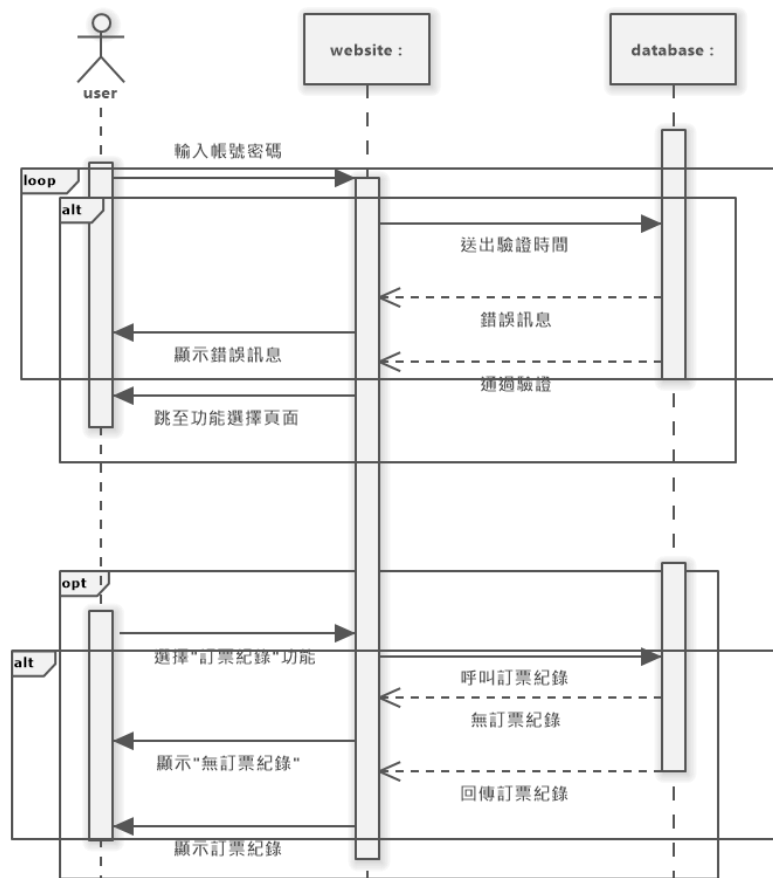 user
website :
database :
輸入帳號密碼
loop
alt
送出驗證時間
錯誤訊息
顯示錯誤訊息
通過驗證
跳至功能選擇頁面
opt
選擇"訂票紀錄"功能
alt
呼叫訂票紀錄
無訂票紀錄
顯示"無訂票紀錄"
回傳訂票紀錄
顯示訂票紀錄